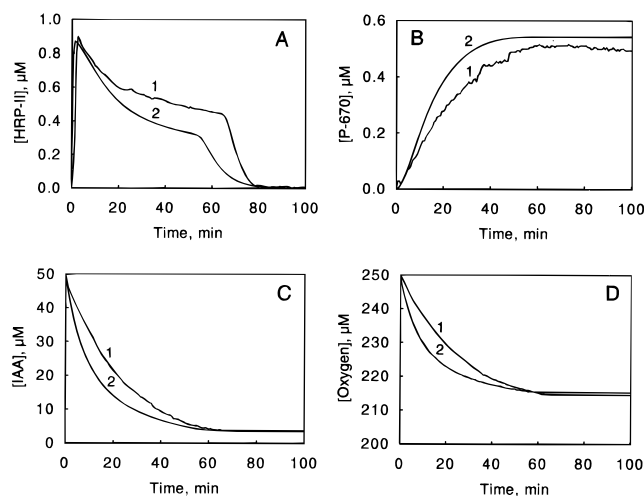 A
[HRP-II], µM
1.0
0.8
0.6
0.4
0.2
0.0
1
2
0 20 40 60 80 100
Time, min
B
[P-670], µM
0.6
0.4
0.2
0.0
2
1
0 20 40 60 80 100
Time, min
C
[IAA], µM
50
40
30
20
10
0
1
2
0 20 40 60 80 100
Time, min
D
[Oxygen], µM
250
240
230
220
210
200
1
2
0 20 40 60 80 100
Time, min